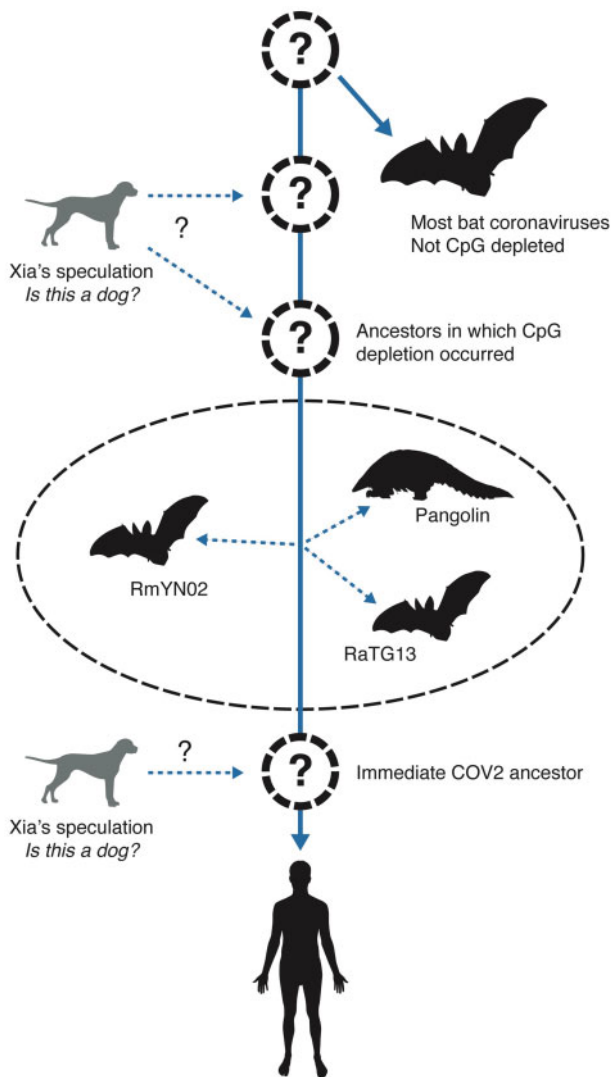 ?
?
?
Most bat coronaviruses
Not CpG depleted
Xia's speculation
Is this a dog?
?
Ancestors in which CpG
depletion occurred
Pangolin
RmYN02
RaTG13
?
?
Immediate COV2 ancestor
Xia's speculation
Is this a dog?